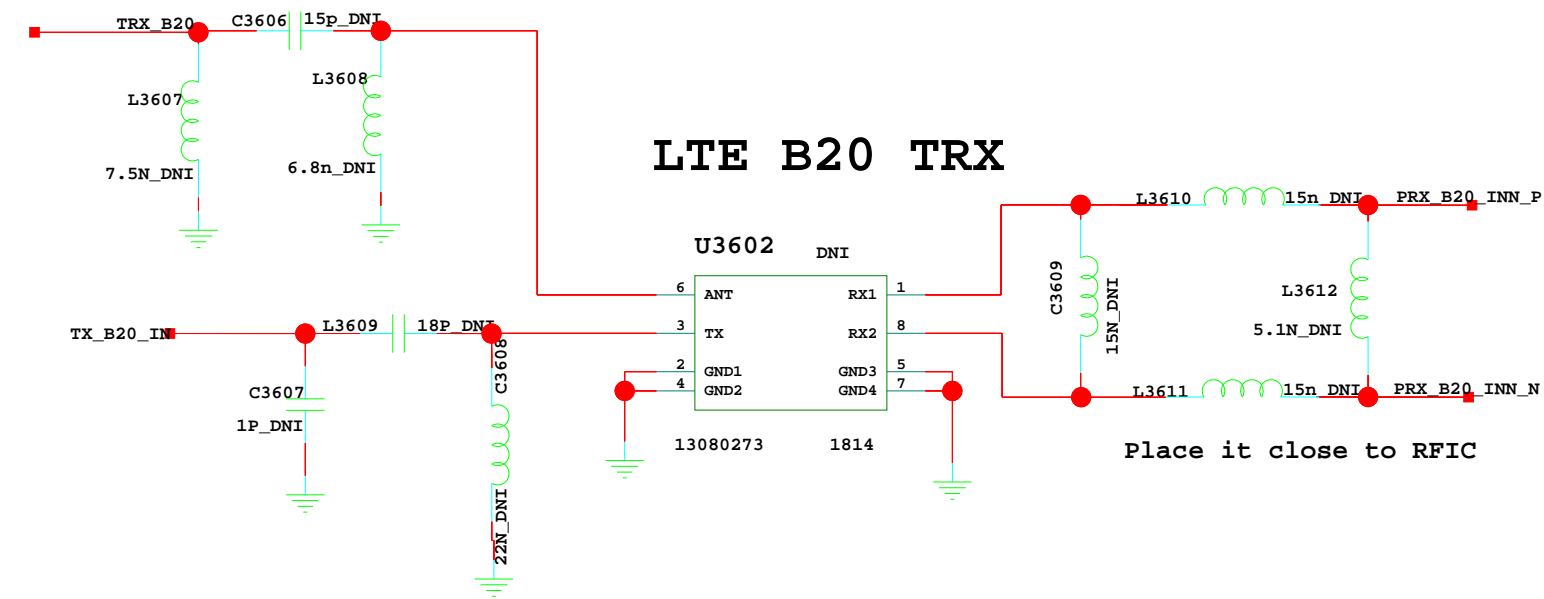 TRX_B20
C3606
15p_DNI
L3607
7.5N_DNI
L3608
6.8n_DNI
LTE B20 TRX
U3602
DNI
6
ANT
3
TX
2
GND1
4
GND2
RX1
1
RX2
8
GND3
5
GND4
7
13080273
1814
TX_B20_IN
L3609
18P_DNI
C3607
1P_DNI
C3608
22N_DNI
L3610
15n_DNI
PRX_B20_INN_P
C3609
15N_DNI
L3612
5.1N_DNI
L3611
15n_DNI
PRX_B20_INN_N
Place it close to RFIC